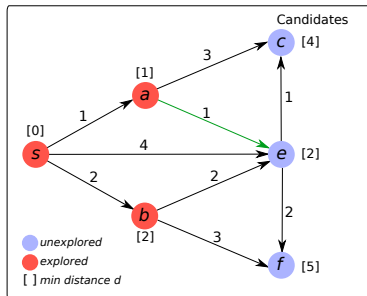 Candidates
c [4]
3
[1]
a
1
1
1
[0]
s
4
e [2]
2
2
2
b
[2]
3
f [5]
unexplored
explored
[ ] min distance d